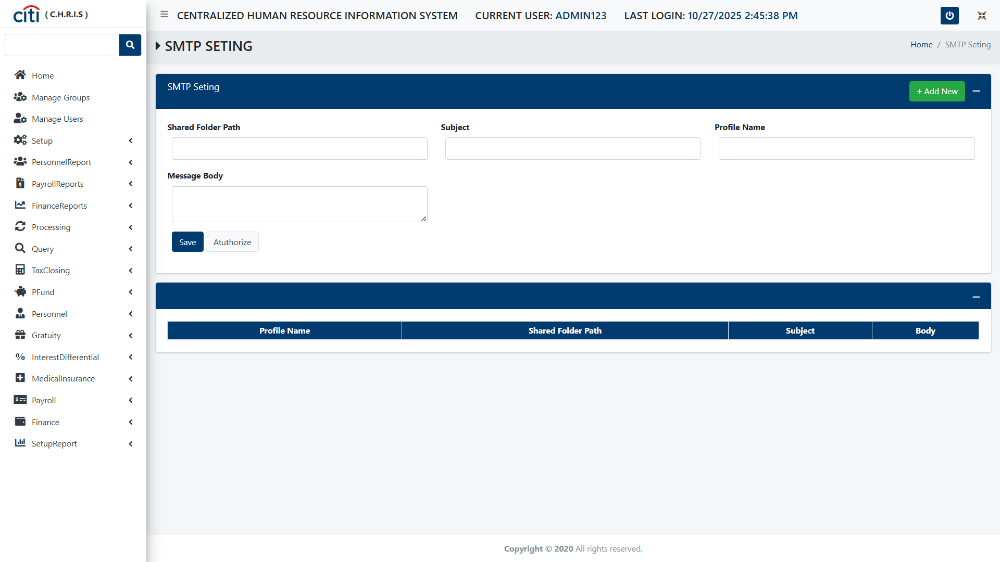 citi ( C.H.R.I.S )
CENTRALIZED HUMAN RESOURCE INFORMATION SYSTEM CURRENT USER: ADMIN123 LAST LOGIN: 10/27/2025 2:45:38 PM
Home
Manage Groups
Manage Users
Setup
PersonnelReport
PayrollReports
FinanceReports
Processing
Query
TaxClosing
PFund
Personnel
Gratuity
% InterestDifferential
MedicalInsurance
Payroll
Finance
SetupReport
SMTP SETING
Home / SMTP Seting
SMTP Seting
+ Add New
Shared Folder Path Subject Profile Name
Message Body
Save Atuthorize
Profile Name Shared Folder Path Subject Body
Copyright © 2020 All rights reserved.